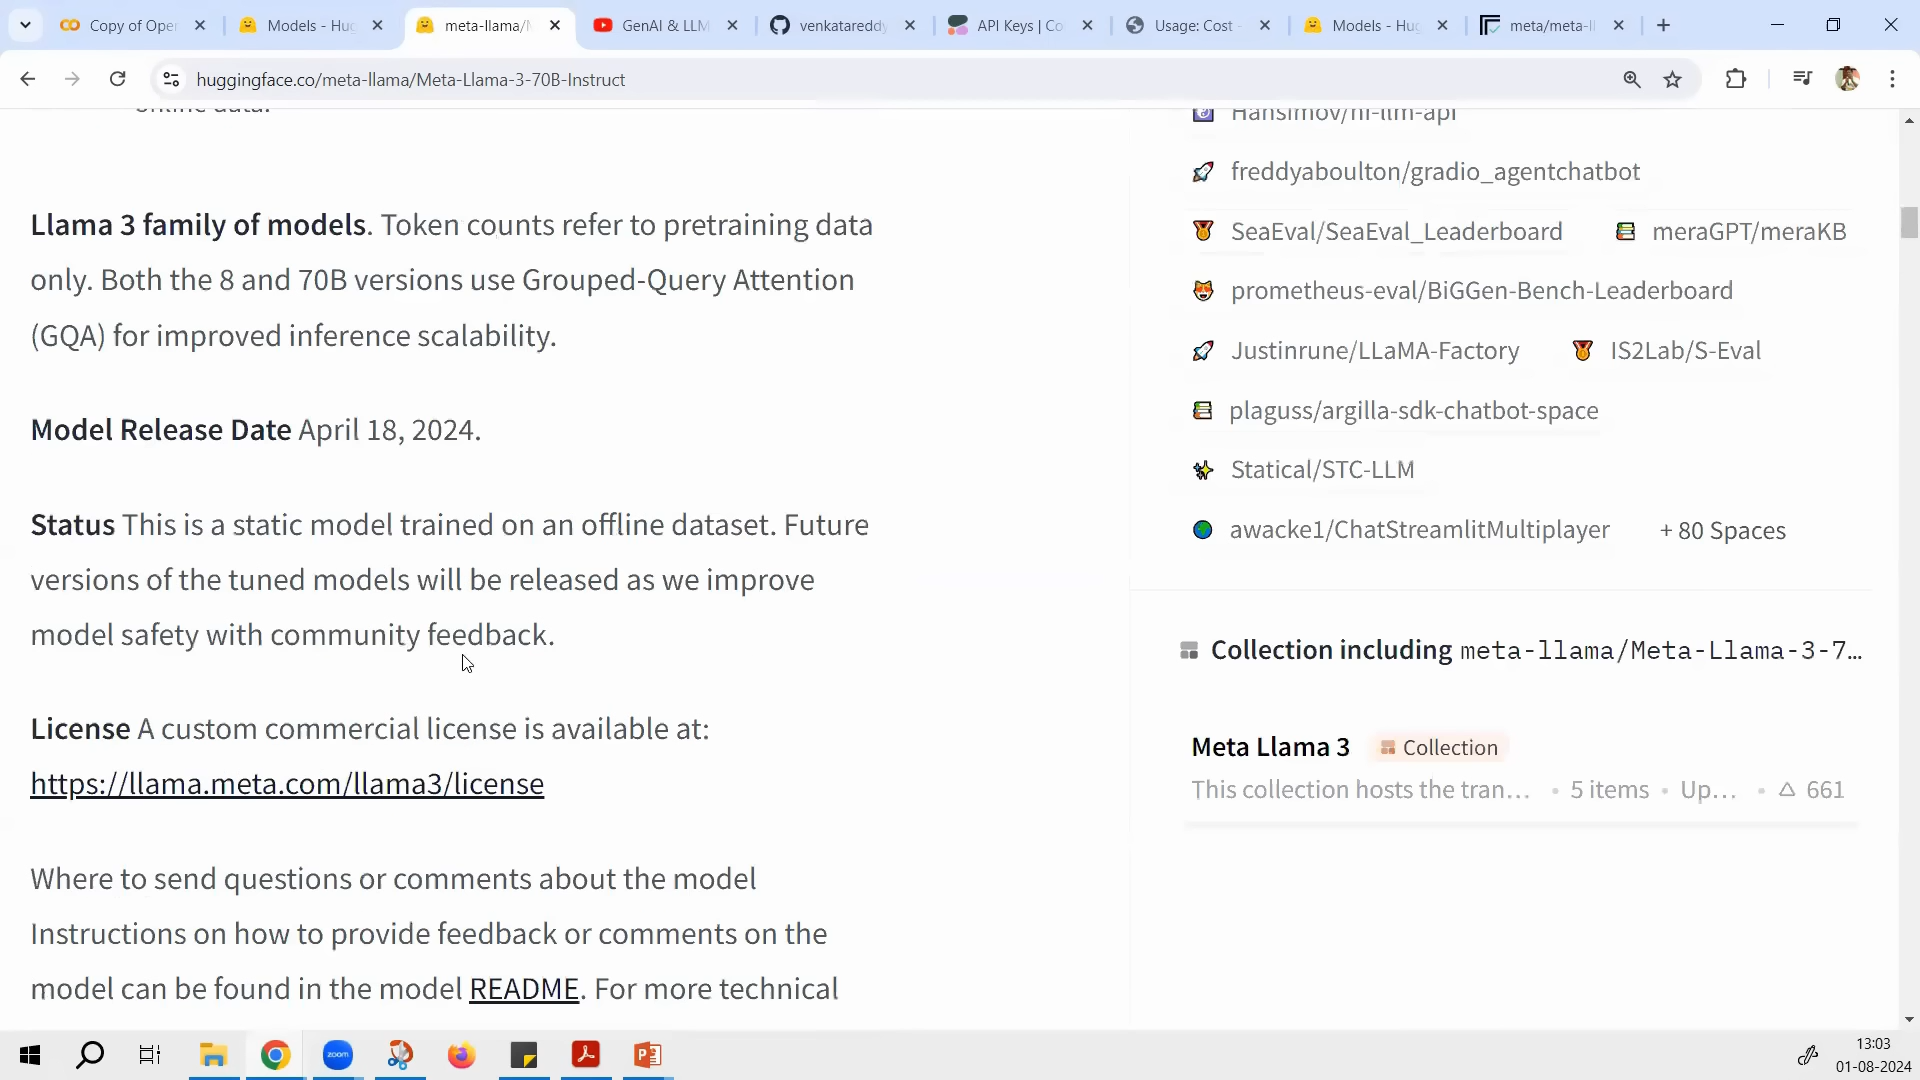 Copy of Oper
Models - Hug
meta-llama/M
GenAI & LLM
venkatareddy
API Keys | Co
Usage: Cost -
Models - Hug
meta/meta-ll
huggingface.co/meta-llama/Meta-Llama-3-70B-Instruct
online data.
Llama 3 family of models. Token counts refer to pretraining data
only. Both the 8 and 70B versions use Grouped-Query Attention
(GQA) for improved inference scalability.
Model Release Date April 18, 2024.
Status This is a static model trained on an offline dataset. Future
versions of the tuned models will be released as we improve
model safety with community feedback.
License A custom commercial license is available at:
https://llama.meta.com/llama3/license
Where to send questions or comments about the model
Instructions on how to provide feedback or comments on the
model can be found in the model README. For more technical
Hansimov/hf-llm-api
freddyaboulton/gradio_agentchatbot
SeaEval/SeaEval_Leaderboard
meraGPT/meraKB
prometheus-eval/BiGGen-Bench-Leaderboard
Justinrune/LLaMA-Factory
IS2Lab/S-Eval
plaguss/argilla-sdk-chatbot-space
Statical/STC-LLM
awacke1/ChatStreamlitMultiplayer
+ 80 Spaces
Collection including meta-llama/Meta-Llama-3-7…
Meta Llama 3
Collection
This collection hosts the tran… • 5 items • Up… • △ 661
zoom
13:03
01-08-2024